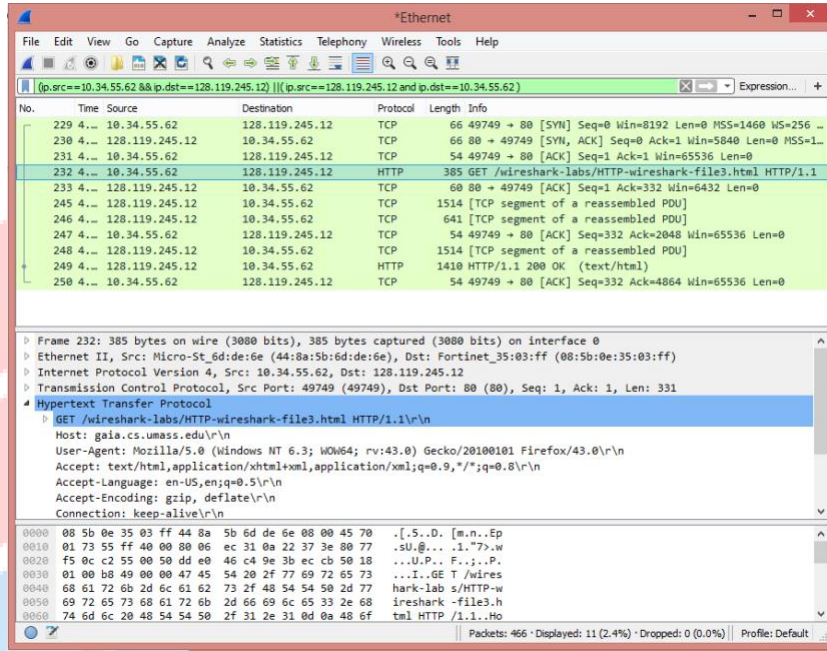 *Ethernet
File Edit View Go Capture Analyze Statistics Telephony Wireless Tools Help
(ip.src==10.34.55.62 && ip.dst==128.119.245.12) ||( ip.src==128.119.245.12 and ip.dst==10.34.55.62 ) Expression... +
No. Time Source Destination Protocol Length Info
229 4.… 10.34.55.62 128.119.245.12 TCP 66 49749 → 80 [SYN] Seq=0 Win=8192 Len=0 MSS=1460 WS=256 …
230 4.… 128.119.245.12 10.34.55.62 TCP 66 80 → 49749 [SYN, ACK] Seq=0 Ack=1 Win=5840 Len=0 MSS=1…
231 4.… 10.34.55.62 128.119.245.12 TCP 54 49749 → 80 [ACK] Seq=1 Ack=1 Win=65536 Len=0
232 4.… 10.34.55.62 128.119.245.12 HTTP 385 GET /wireshark-labs/HTTP-wireshark-file3.html HTTP/1.1
233 4.… 128.119.245.12 10.34.55.62 TCP 60 80 → 49749 [ACK] Seq=1 Ack=332 Win=6432 Len=0
245 4.… 128.119.245.12 10.34.55.62 TCP 1514 [TCP segment of a reassembled PDU]
246 4.… 128.119.245.12 10.34.55.62 TCP 641 [TCP segment of a reassembled PDU]
247 4.… 10.34.55.62 128.119.245.12 TCP 54 49749 → 80 [ACK] Seq=332 Ack=2048 Win=65536 Len=0
248 4.… 128.119.245.12 10.34.55.62 TCP 1514 [TCP segment of a reassembled PDU]
249 4.… 128.119.245.12 10.34.55.62 HTTP 1410 HTTP/1.1 200 OK (text/html)
250 4.… 10.34.55.62 128.119.245.12 TCP 54 49749 → 80 [ACK] Seq=332 Ack=4864 Win=65536 Len=0
Frame 232: 385 bytes on wire (3080 bits), 385 bytes captured (3080 bits) on interface 0
Ethernet II, Src: Micro-St_6d:de:6e (44:8a:5b:6d:de:6e), Dst: Fortinet_35:03:ff (08:5b:0e:35:03:ff)
Internet Protocol Version 4, Src: 10.34.55.62, Dst: 128.119.245.12
Transmission Control Protocol, Src Port: 49749 (49749), Dst Port: 80 (80), Seq: 1, Ack: 1, Len: 331
Hypertext Transfer Protocol
GET /wireshark-labs/HTTP-wireshark-file3.html HTTP/1.1\r\n
Host: gaia.cs.umass.edu\r\n
User-Agent: Mozilla/5.0 (Windows NT 6.3; WOW64; rv:43.0) Gecko/20100101 Firefox/43.0\r\n
Accept: text/html,application/xhtml+xml,application/xml;q=0.9,*/*;q=0.8\r\n
Accept-Language: en-US,en;q=0.5\r\n
Accept-Encoding: gzip, deflate\r\n
Connection: keep-alive\r\n
0000 08 5b 0e 35 03 ff 44 8a 5b 6d de 6e 08 00 45 70 .[.5..D. [m.n..Ep
0010 01 73 55 ff 40 00 80 06 ec 31 0a 22 37 3e 80 77 .sU.@... .1."7>.w
0020 f5 0c c2 55 00 50 dd e0 46 c4 9e 3b ec cb 50 18 ...U.P.. F..;..P.
0030 01 00 b8 49 00 00 47 45 54 20 2f 77 69 72 65 73 ...I..GE T /wires
0040 68 61 72 6b 2d 6c 61 62 73 2f 48 54 54 50 2d 77 hark-lab s/HTTP-w
0050 69 72 65 73 68 61 72 6b 2d 66 69 6c 65 33 2e 68 ireshark -file3.h
0060 74 6d 6c 20 48 54 54 50 2f 31 2e 31 0d 0a 48 6f tml HTTP /1.1..Ho
Packets: 466 · Displayed: 11 (2.4%) · Dropped: 0 (0.0%) Profile: Default